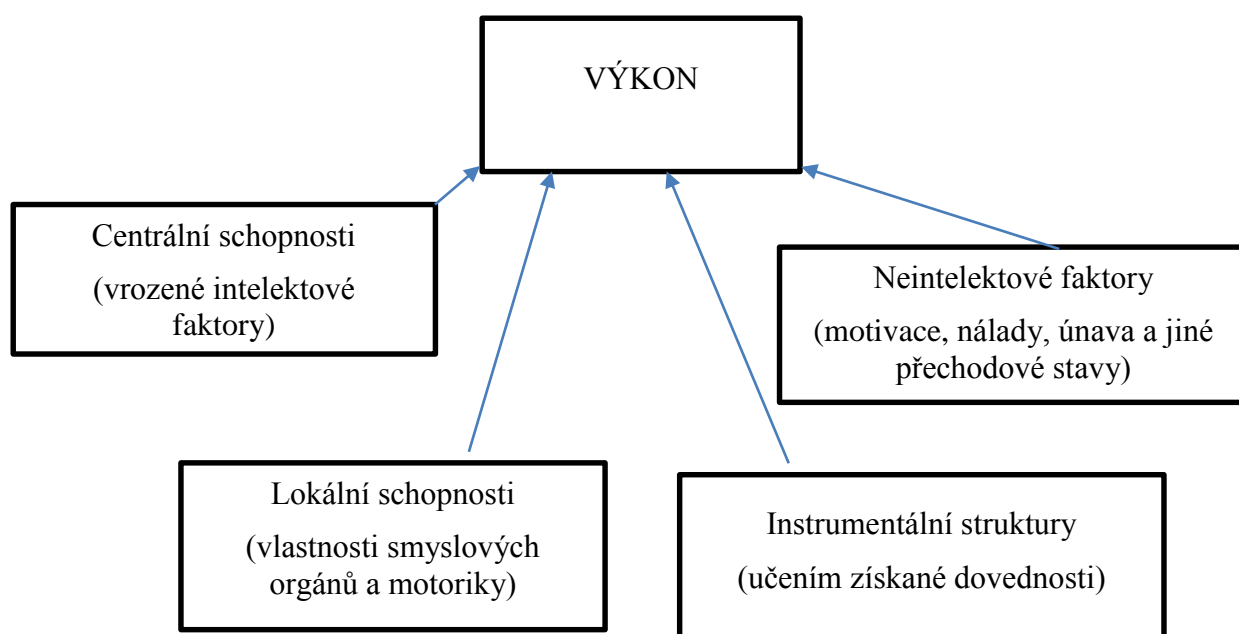 VÝKON
Centrální schopnosti
(vrozené intelektové
faktory)
Neintelektové faktory
(motivace, nálady, únava a jiné
přechodové stavy)
Lokální schopnosti
(vlastnosti smyslových
orgánů a motoriky)
Instrumentální struktury
(učením získané dovednosti)